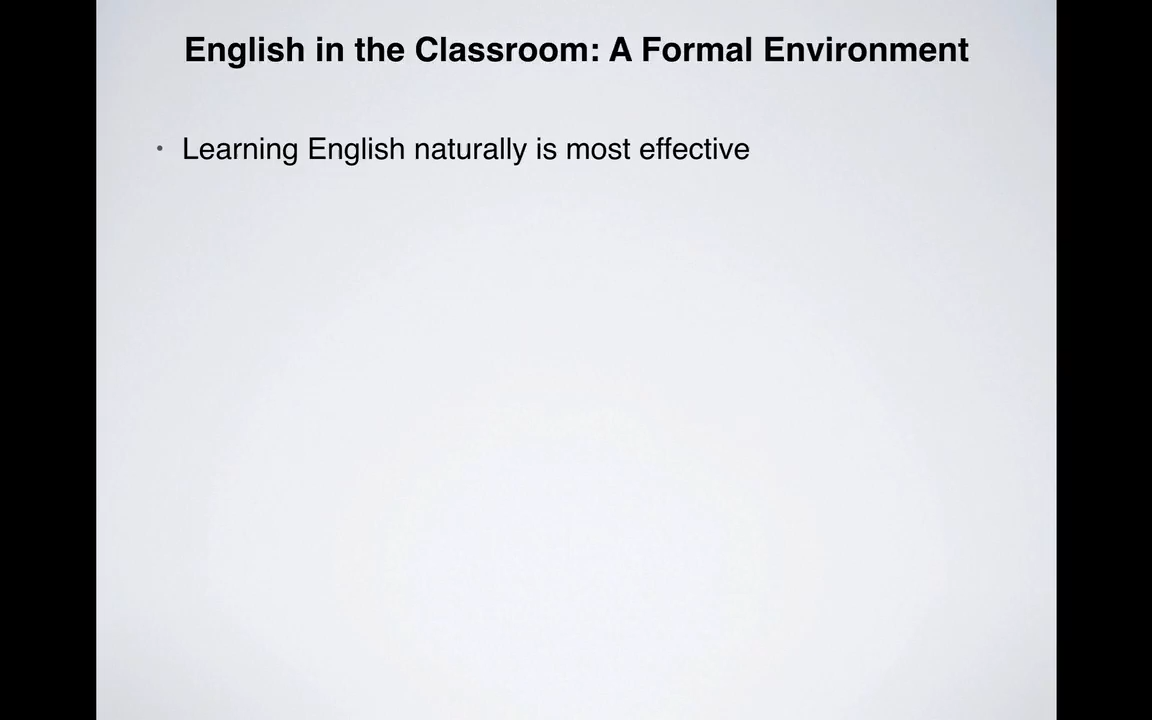 English in the Classroom: A Formal Environment
• Learning English naturally is most effective